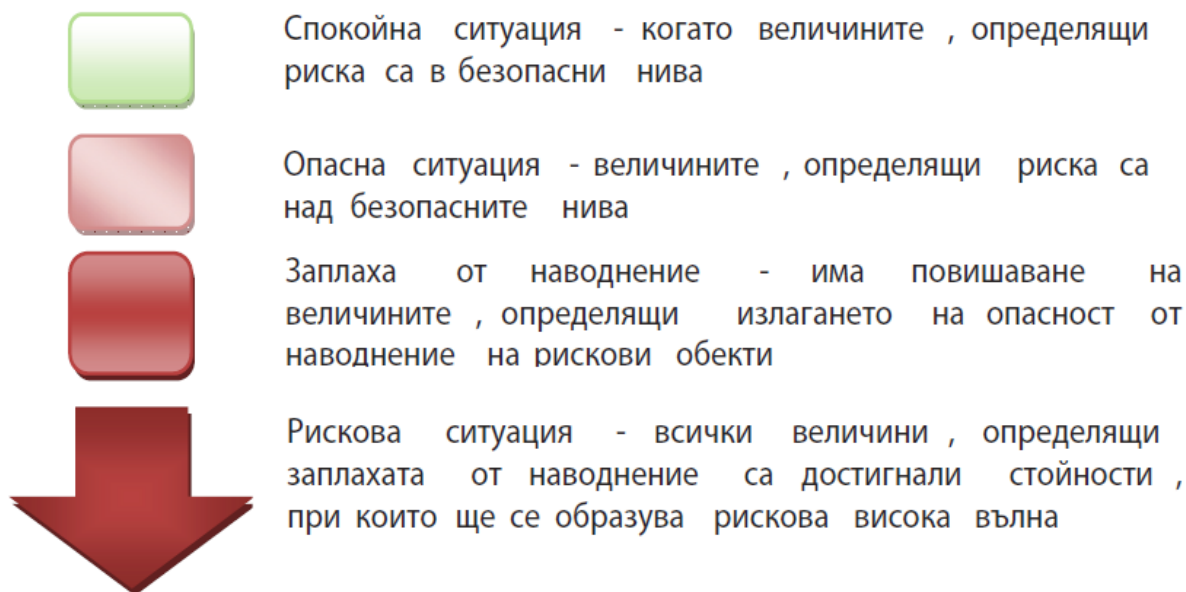 Спокойна ситуация - когато величините , определящи
риска са в безопасни нива
Опасна ситуация - величините , определящи риска са
над безопасните нива
Заплаха от наводнение - има повишаване на
величините , определящи излагането на опасност от
наводнение на рискови обекти
Рискова ситуация - всички величини , определящи
заплахата от наводнение са достигнали стойности ,
при които ще се образува рискова висока вълна